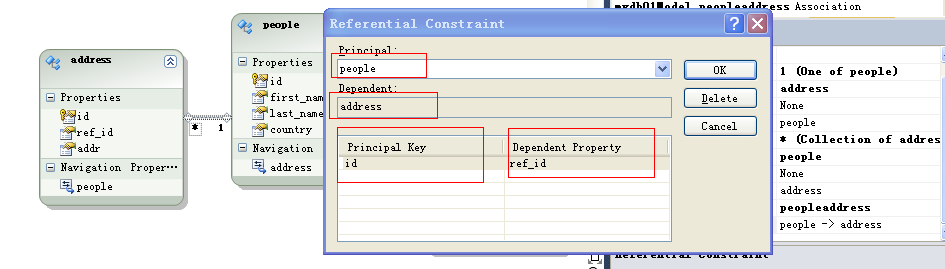 address
Properties
id
ref_id
addr
Navigation Proper···
people
*
1
people
Properties
id
first_name
last_name
country
Navigation
address
Referential Constraint
Principal:
people
Dependent:
address
Principal Key
Dependent Property
id
ref_id
OK
Delete
Cancel
mydb01Model.peopleaddress Association
1 (One of people)
address
None
people
* (Collection of addres
people
None
address
peopleaddress
people -> address
Referential Constraint